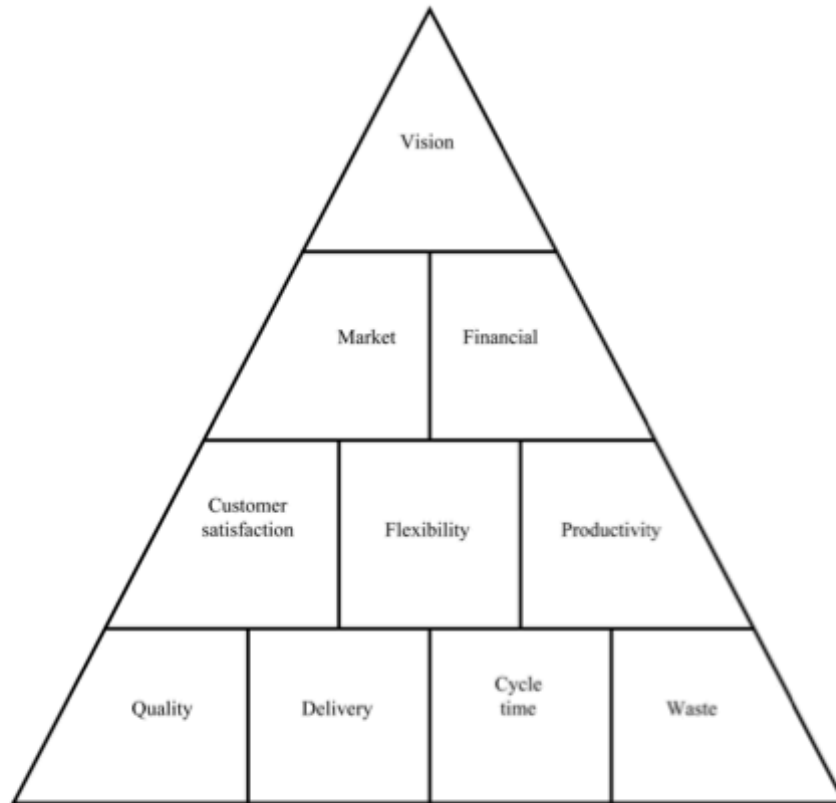 Vision
Market
Financial
Customer
satisfaction
Flexibility
Productivity
Quality
Delivery
Cycle
time
Waste